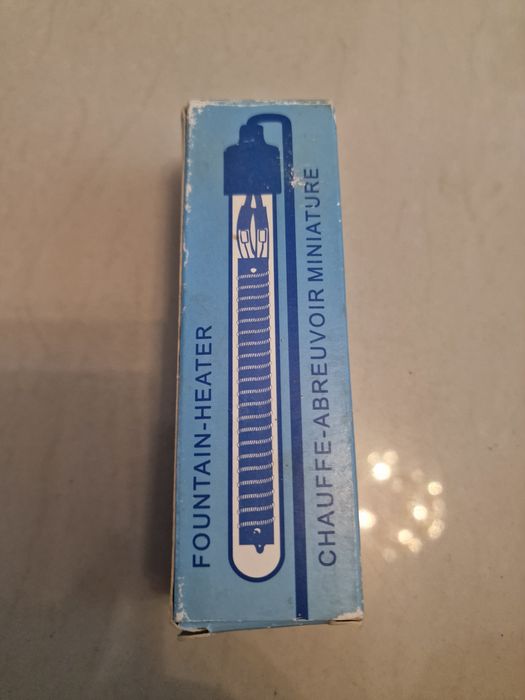 FOUNTAIN-HEATER
CHAUFFE-ABREUVOIR MINIATURE